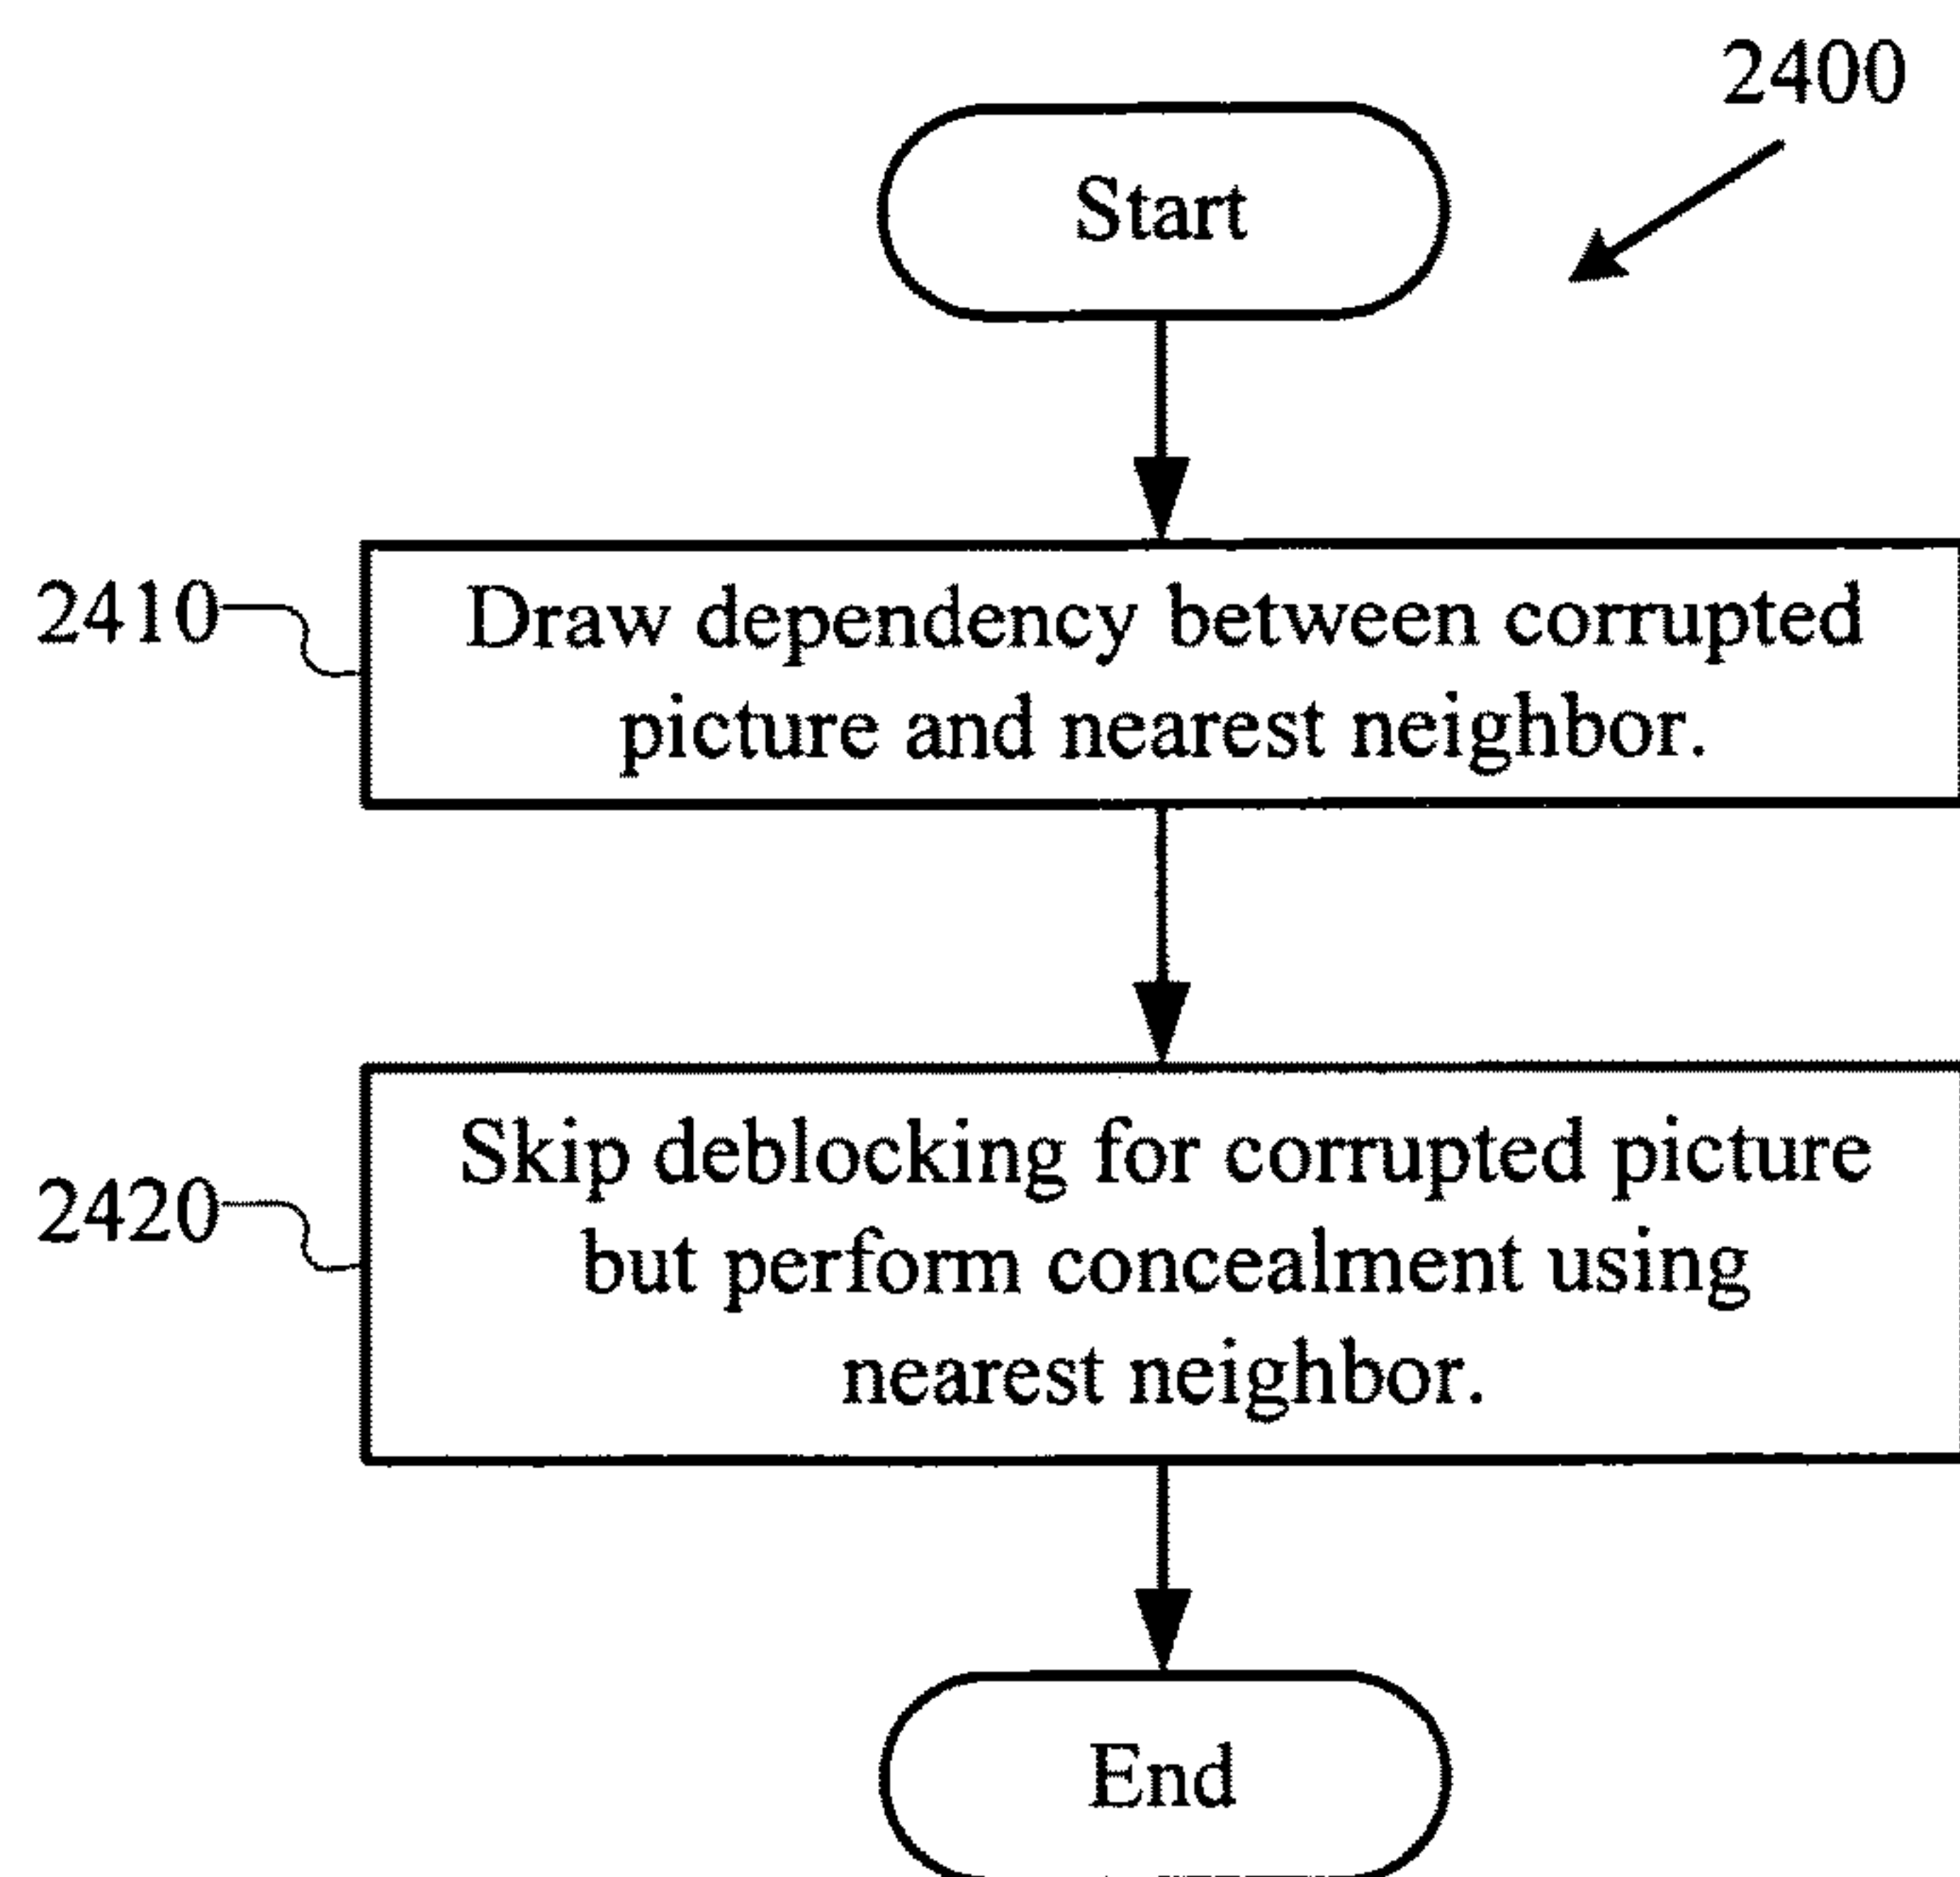 2400
Start
2410
Draw dependency between corrupted
picture and nearest neighbor.
2420
Skip deblocking for corrupted picture
but perform concealment using
nearest neighbor.
End